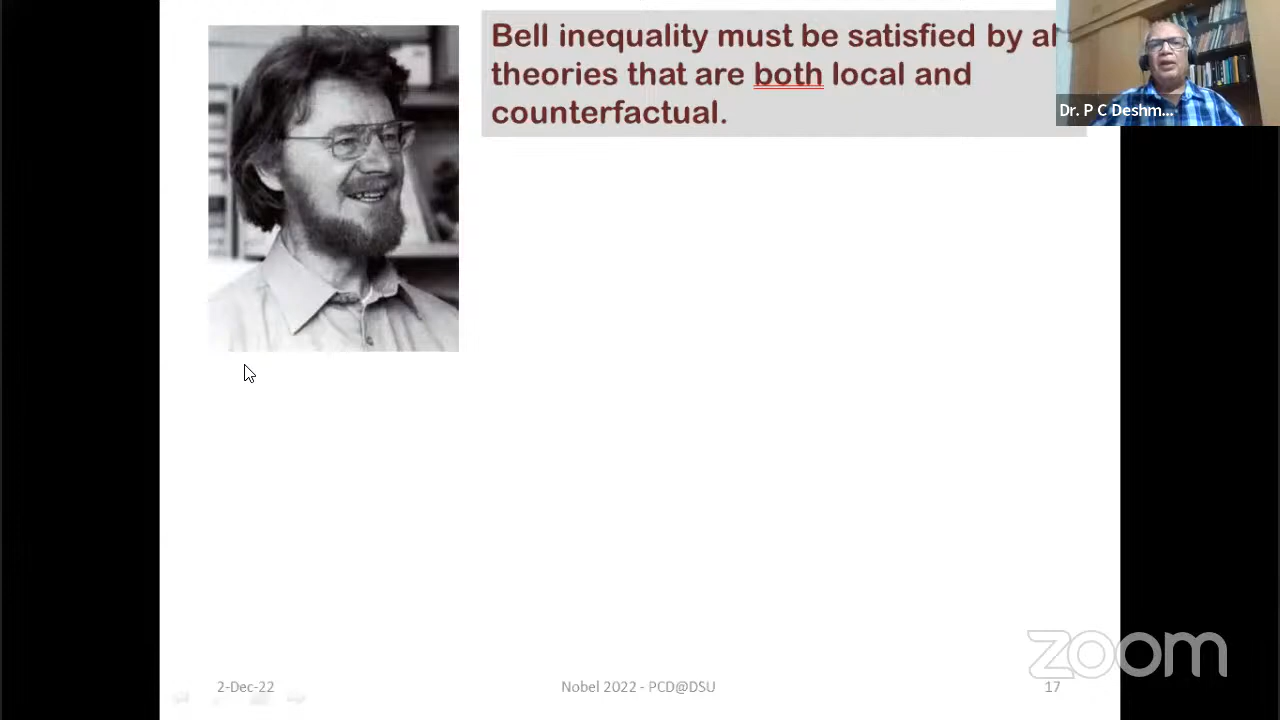 Bell inequality must be satisfied by al
theories that are both local and
counterfactual.
Dr. P C Deshm...
zoom
2-Dec-22
Nobel 2022 - PCD@DSU
17